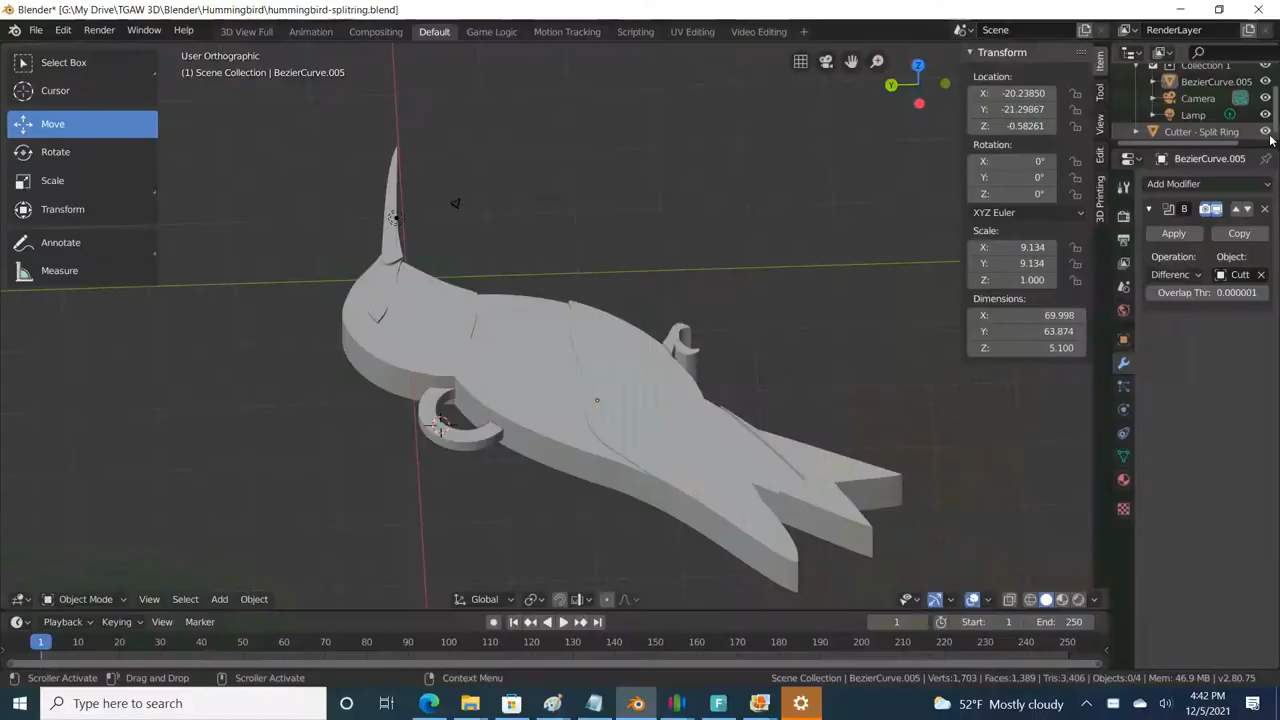 Blender* [G:\My Drive\TGAW 3D\Blender\Hummingbird\hummingbird-splitring.blend]
File Edit Render Window Help 3D View Full Animation Compositing Default Game Logic Motion Tracking Scripting UV Editing Video Editing + Scene RenderLayer
User Orthographic
(1) Scene Collection | BezierCurve.005
Select Box
Cursor
Move
Rotate
Scale
Transform
Annotate
Measure
Z
Y
Transform
Location:
X: -20.23850
Y: -21.29867
Z: -0.58261
Rotation:
X: 0°
Y: 0°
Z: 0°
XYZ Euler
Scale:
X: 9.134
Y: 9.134
Z: 1.000
Dimensions:
X: 69.998
Y: 63.874
Z: 5.100
Item
Tool
View
Edit
3D Printing
Collection 1
BezierCurve.005
Camera
Lamp
Cutter - Split Ring
BezierCurve.005
Add Modifier
B
Apply Copy
Operation: Object:
Differenc Cutt
Overlap Thr: 0.000001
Object Mode View Select Add Object Global
Playback Keying View Marker 1 Start: 1 End: 250
1 10 20 30 40 50 60 70 80 90 100 110 120 130 140 150 160 170 180 190 200 210 220 230 240 250
Scroller Activate Drag and Drop Scroller Activate Context Menu Scene Collection | BezierCurve.005 | Verts:1,703 | Faces:1,389 | Tris:3,406 | Objects:0/4 | Mem: 46.9 MB | v2.80.75
Type here to search 52°F Mostly cloudy 4:42 PM
12/5/2021